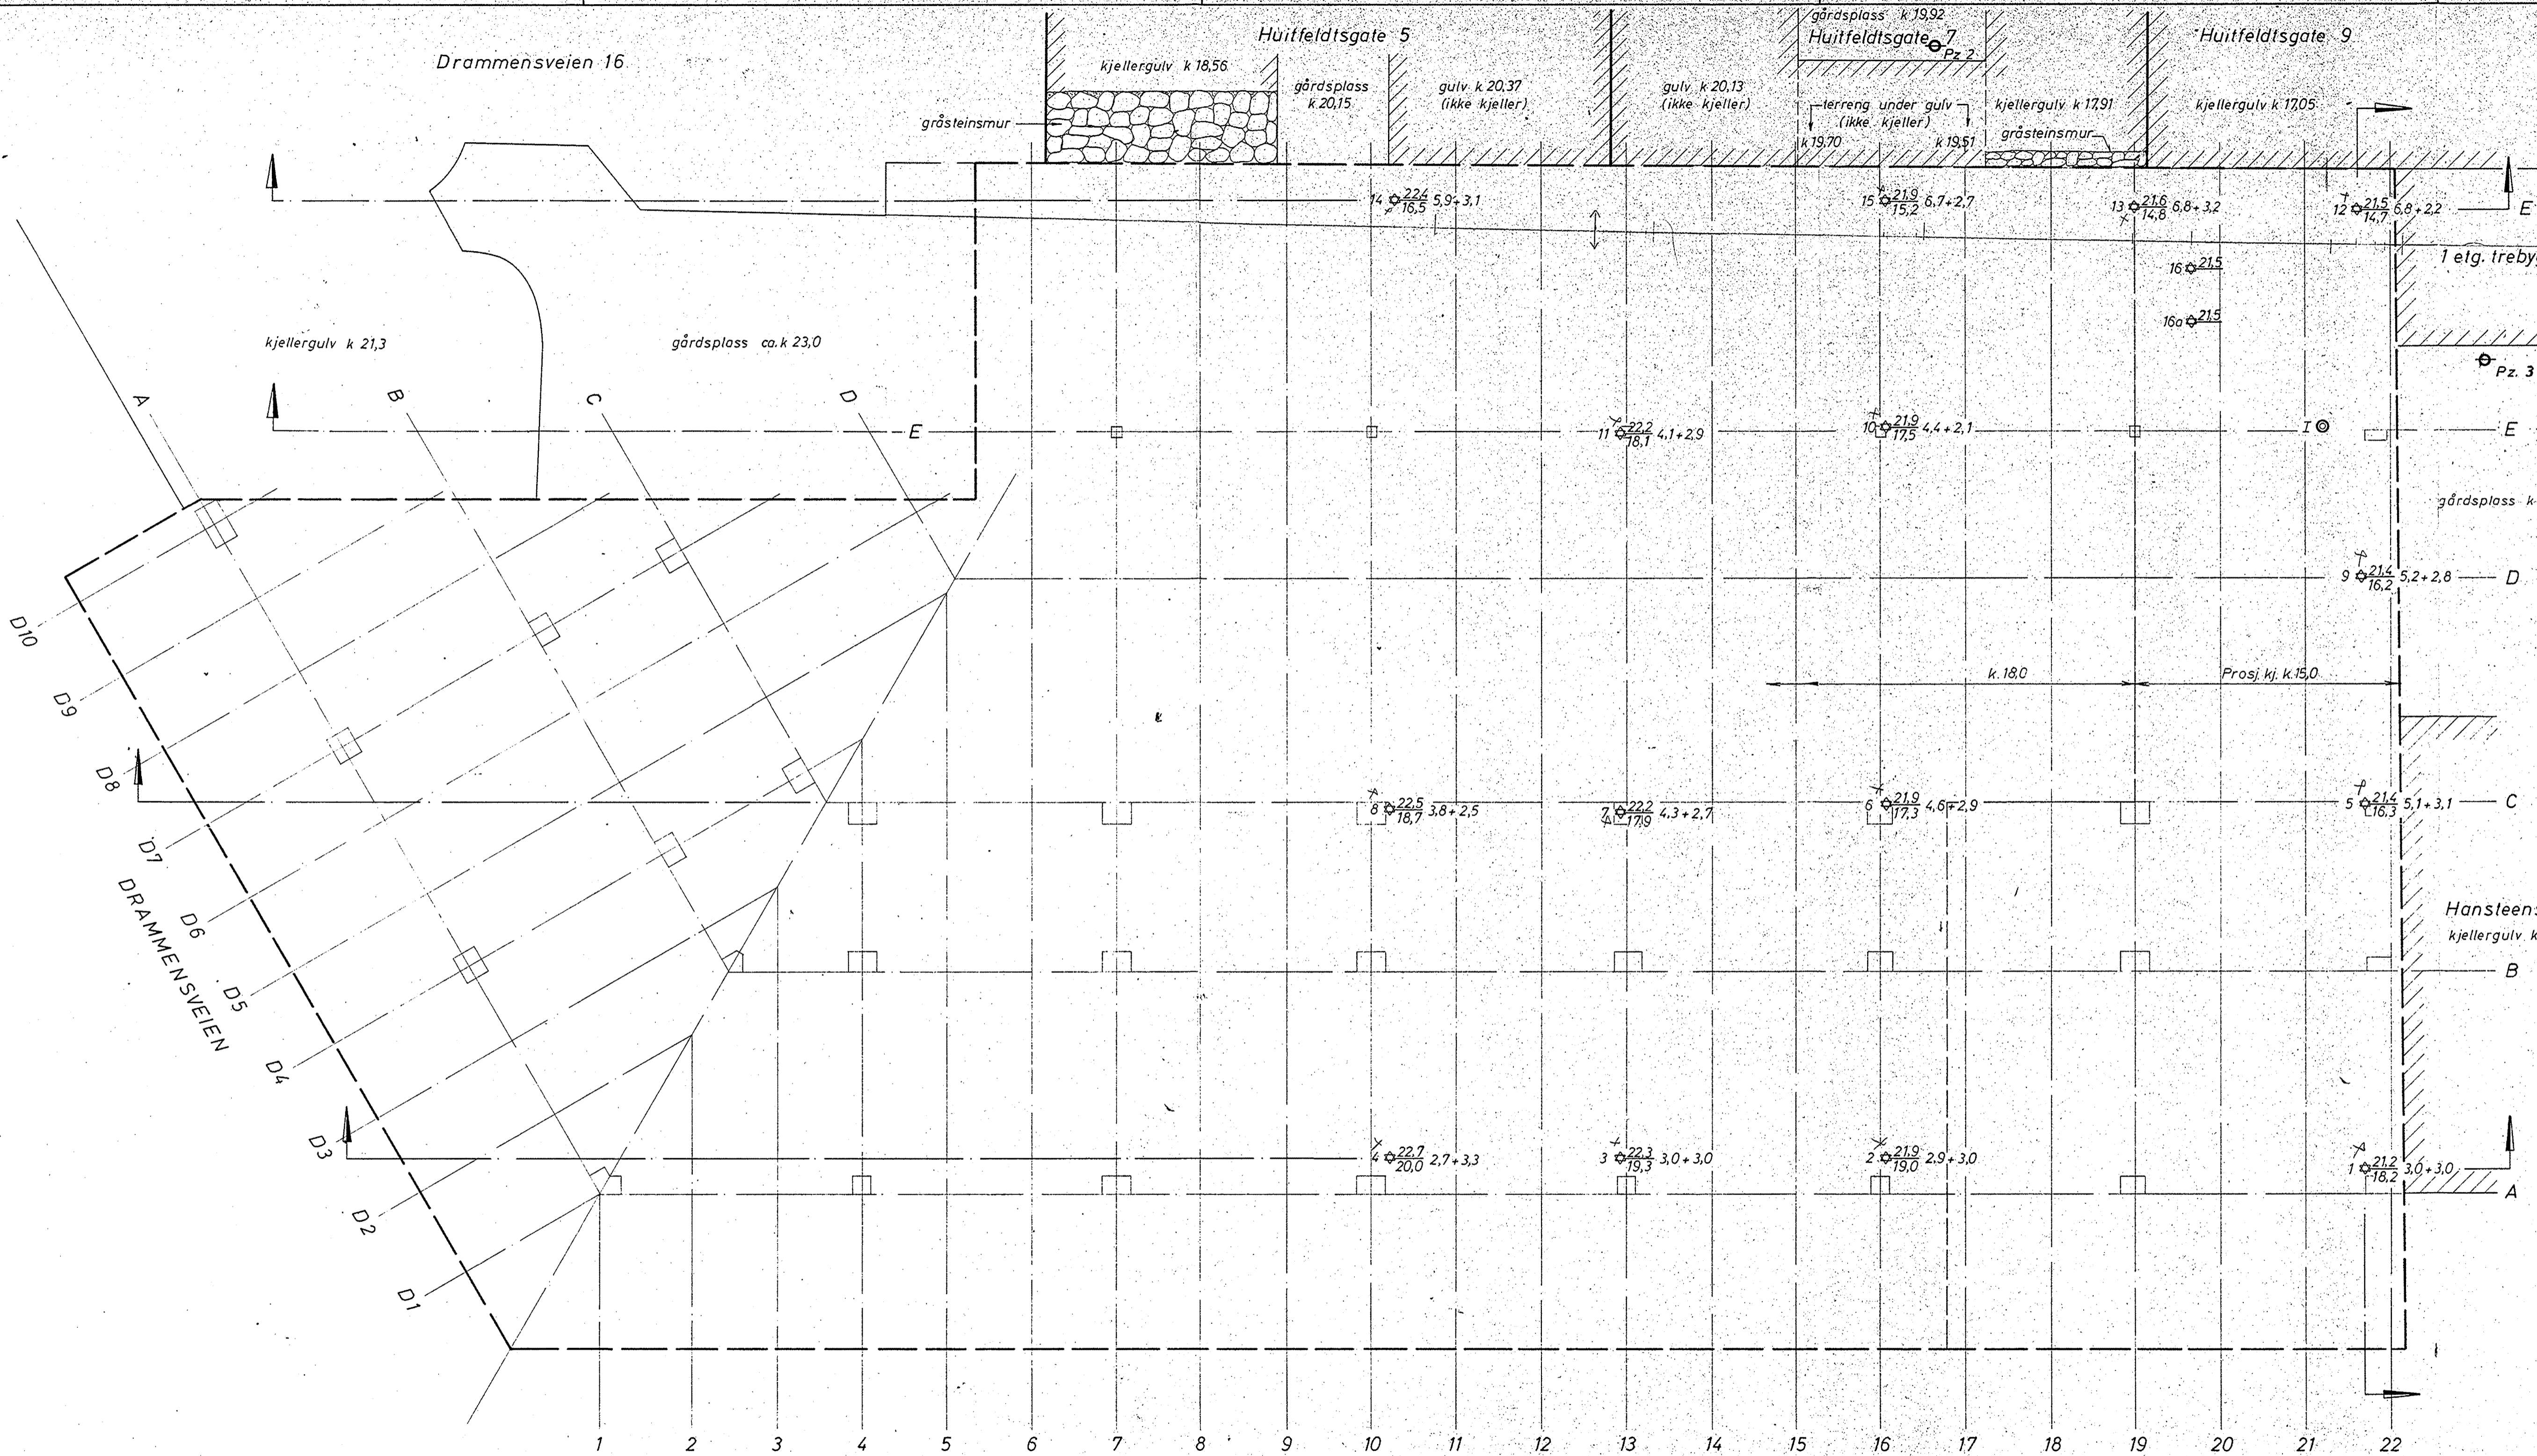 Drammensveien 16
Huitfeldtsgate 5
gårdsplass k 19,92
Huitfeldtsgate 7
Pz 2
Huitfeldtsgate 9
kjellergulv k 18,56
gårdsplass
k.20,15
gulv k 20,37
(ikke kjeller)
gulv k 20,13
(ikke kjeller)
terreng under gulv
(ikke kjeller)
k 19,70
k 19,51
kjellergulv k 17,91
gråsteinsmur
kjellergulv k 17,05
gråsteinsmur
14 22,4 5,9+3,1
16,5
15 21,9 6,7+2,7
15,2
13 21,6 6,8+3,2
14,8
12 21,5 6,8+2,2 E
14,7
16 21,5
16a 21,5
Pz. 3
kjellergulv k 21,3
gårdsplass ca. k 23,0
A
B
C
D
E
11 22,2 4,1+2,9
18,1
10 21,9 4,4+2,1
17,5
I
E
gårdsplass k
9 21,4 5,2+2,8 D
16,2
k. 18,0
Prosj. kj. k. 15,0
8 22,5 3,8+2,5
18,7
7 22,2 4,3+2,7
17,9
6 21,9 4,6+2,9
17,3
5 21,4 5,1+3,1 C
16,3
kjellergulv k
B
4 22,7 2,7+3,3
20,0
3 22,3 3,0+3,0
19,3
2 21,9 2,9+3,0
19,0
1 21,2 3,0+3,0
18,2
A
D10
D9
D8
D7
D6
D5
D4
D3
D2
D1
DRAMMENSVEIEN
1 2 3 4 5 6 7 8 9 10 11 12 13 14 15 16 17 18 19 20 21 22